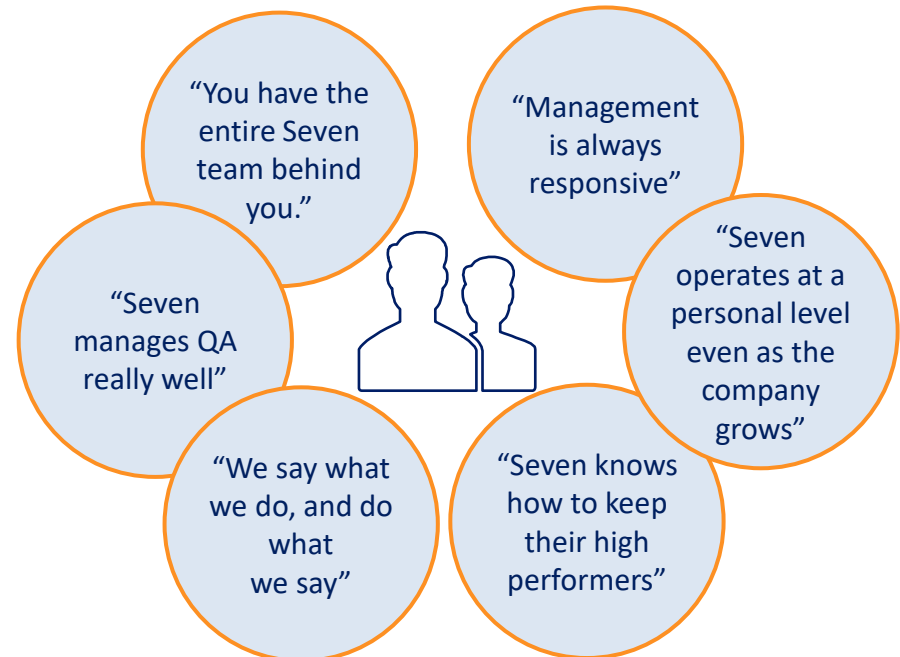 “You have the
entire Seven
team behind
you.”
“Management
is always
responsive”
“Seven
manages QA
really well”
“Seven
operates at a
personal level
even as the
company
grows”
“We say what
we do, and do
what
we say”
“Seven knows
how to keep
their high
performers”